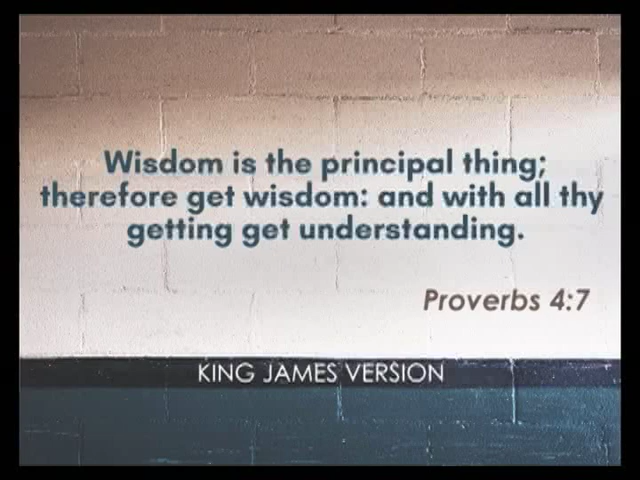 Wisdom is the principal thing;
therefore get wisdom: and with all thy
getting get understanding.
Proverbs 4:7
KING JAMES VERSION